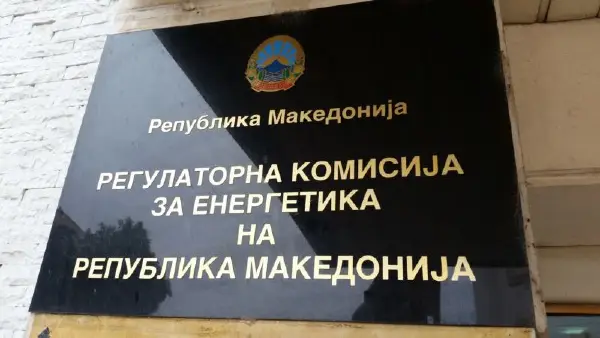 Република Македонија
РЕГУЛАТОРНА КОМИСИЈА
ЗА ЕНЕРГЕТИКА
НА
РЕПУБЛИКА МАКЕДОНИЈА